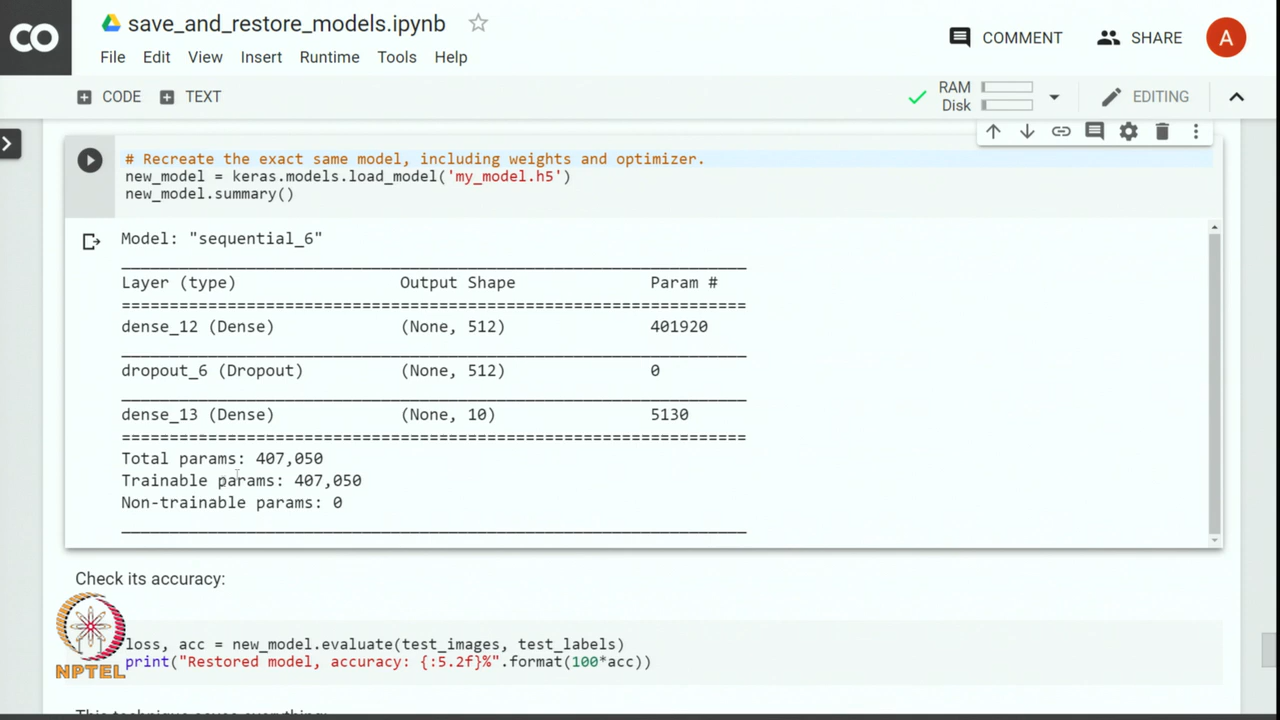 CO
save_and_restore_models.ipynb
COMMENT
SHARE
A
File Edit View Insert Runtime Tools Help
CODE
TEXT
RAM
Disk
EDITING
# Recreate the exact same model, including weights and optimizer.
new_model = keras.models.load_model('my_model.h5')
new_model.summary()
Model: "sequential_6"
Layer (type) Output Shape Param #
dense_12 (Dense) (None, 512) 401920
dropout_6 (Dropout) (None, 512) 0
dense_13 (Dense) (None, 10) 5130
Total params: 407,050
Trainable params: 407,050
Non-trainable params: 0
Check its accuracy:
loss, acc = new_model.evaluate(test_images, test_labels)
print("Restored model, accuracy: {:5.2f}%".format(100*acc))
NPTEL
This technique saves everything: